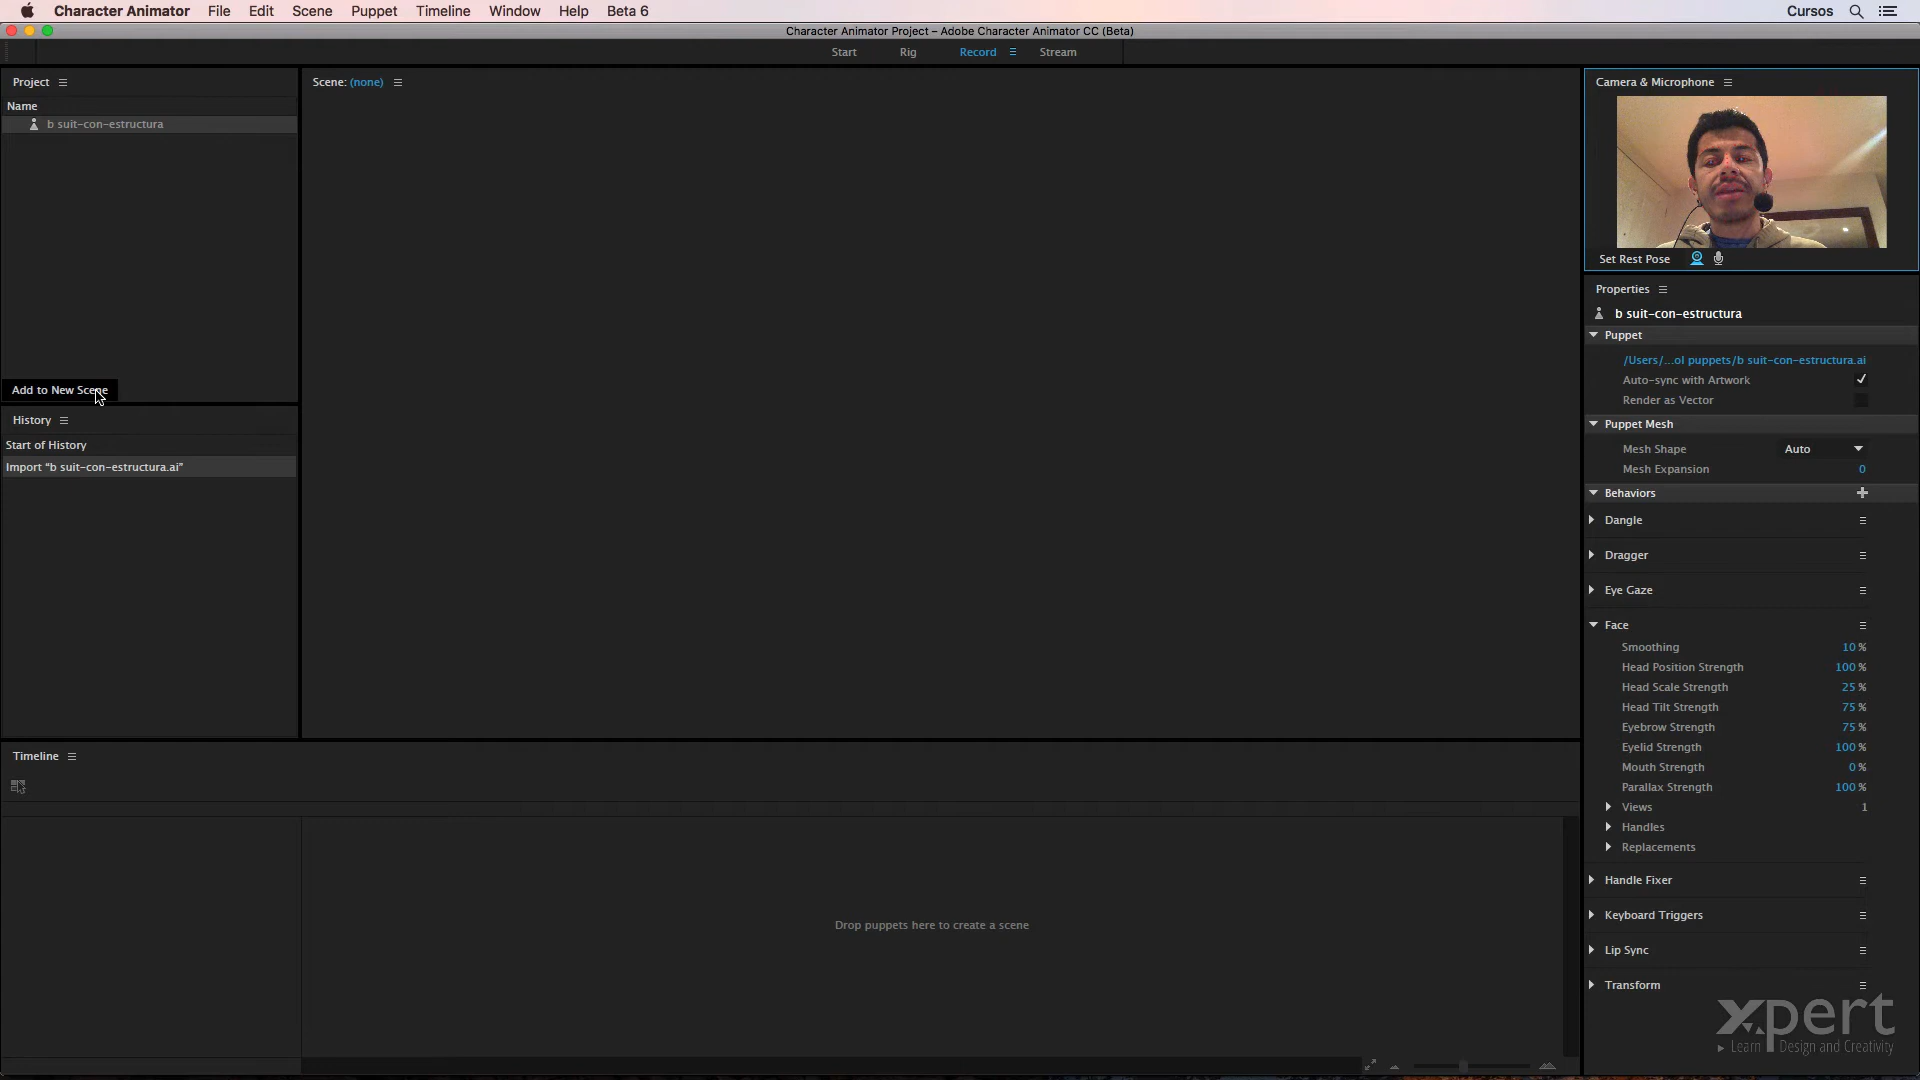 Character Animator File Edit Scene Puppet Timeline Window Help Beta 6 Cursos
Character Animator Project – Adobe Character Animator CC (Beta)
Start Rig Record Stream
Project
Name
b suit-con-estructura
Add to New Scene
History
Start of History
Import “b suit-con-estructura.ai”
Scene: (none)
Timeline
Drop puppets here to create a scene
Camera & Microphone
Set Rest Pose
Properties
b suit-con-estructura
Puppet
/Users/...ol puppets/b suit-con-estructura.ai
Auto-sync with Artwork
Render as Vector
Puppet Mesh
Mesh Shape Auto
Mesh Expansion 0
Behaviors
Dangle
Dragger
Eye Gaze
Face
Smoothing 10 %
Head Position Strength 100 %
Head Scale Strength 25 %
Head Tilt Strength 75 %
Eyebrow Strength 75 %
Eyelid Strength 100 %
Mouth Strength 0 %
Parallax Strength 100 %
Views 1
Handles
Replacements
Handle Fixer
Keyboard Triggers
Lip Sync
Transform
xpert
Learn Design and Creativity